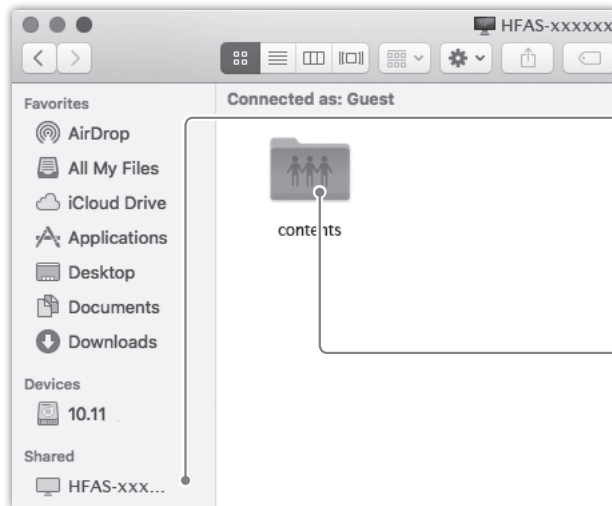 HFAS-xxxxxx
Connected as: Guest
Favorites
AirDrop
All My Files
iCloud Drive
Applications
Desktop
Documents
Downloads
Devices
10.11
Shared
HFAS-xxx...
contents